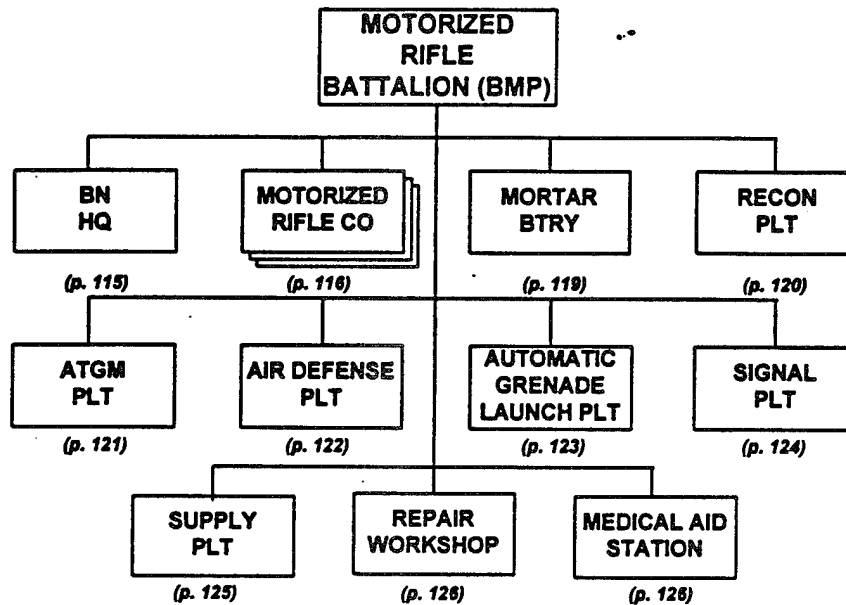 MOTORIZED
RIFLE
BATTALION (BMP)
BN
HQ
(p. 115)
MOTORIZED
RIFLE CO
(p. 116)
MORTAR
BTRY
(p. 119)
RECON
PLT
(p. 120)
ATGM
PLT
(p. 121)
AIR DEFENSE
PLT
(p. 122)
AUTOMATIC
GRENADE
LAUNCH PLT
(p. 123)
SIGNAL
PLT
(p. 124)
SUPPLY
PLT
(p. 125)
REPAIR
WORKSHOP
(p. 126)
MEDICAL AID
STATION
(p. 126)